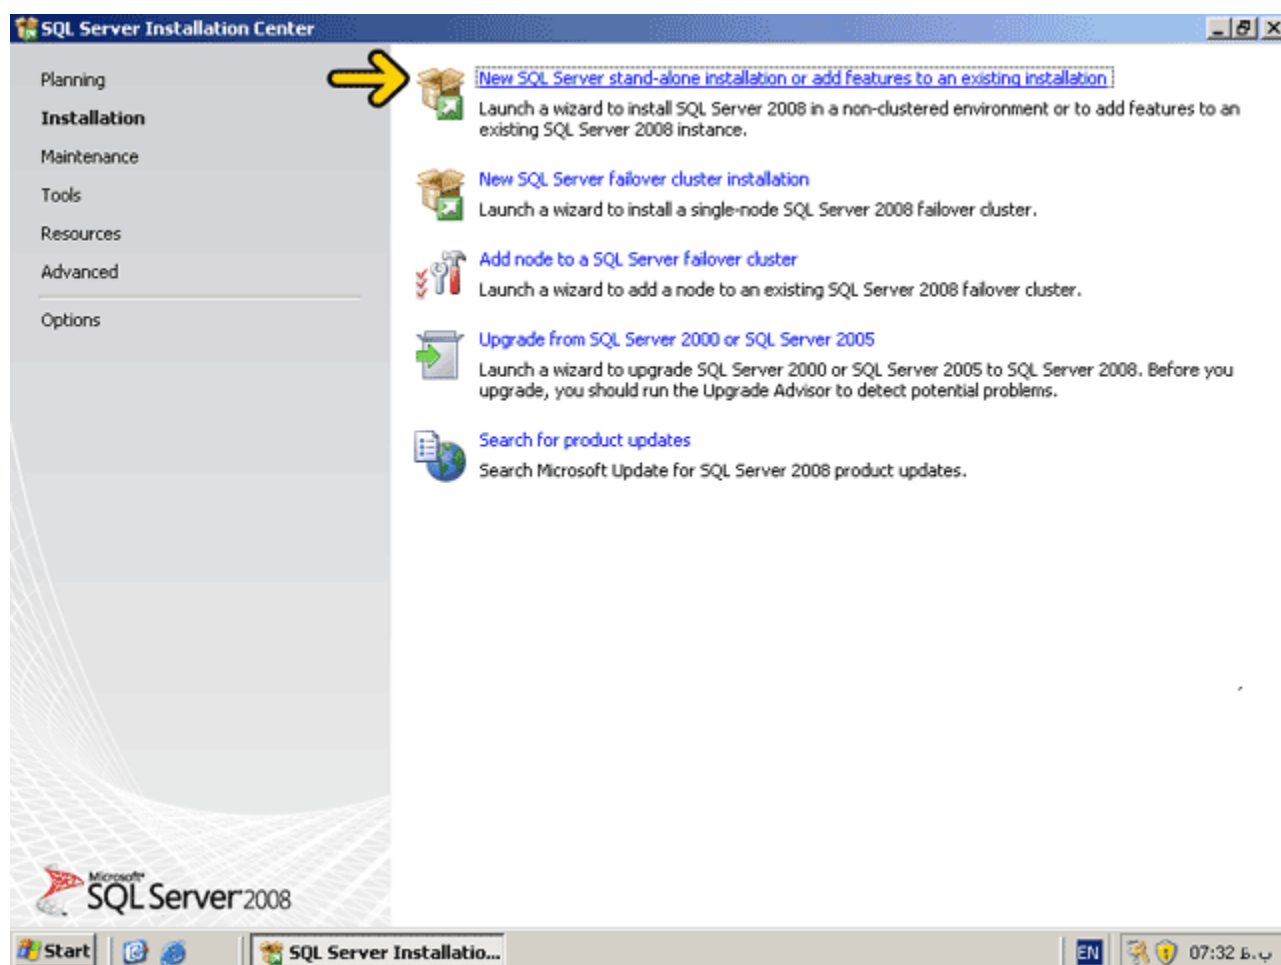 SQL Server Installation Center
Planning
Installation
Maintenance
Tools
Resources
Advanced
Options
New SQL Server stand-alone installation or add features to an existing installation
Launch a wizard to install SQL Server 2008 in a non-clustered environment or to add features to an
existing SQL Server 2008 instance.
New SQL Server failover cluster installation
Launch a wizard to install a single-node SQL Server 2008 failover cluster.
Add node to a SQL Server failover cluster
Launch a wizard to add a node to an existing SQL Server 2008 failover cluster.
Upgrade from SQL Server 2000 or SQL Server 2005
Launch a wizard to upgrade SQL Server 2000 or SQL Server 2005 to SQL Server 2008. Before you
upgrade, you should run the Upgrade Advisor to detect potential problems.
Search for product updates
Search Microsoft Update for SQL Server 2008 product updates.
Microsoft
SQL Server 2008
Start
SQL Server Installatio...
EN
07:32 ب.ظ